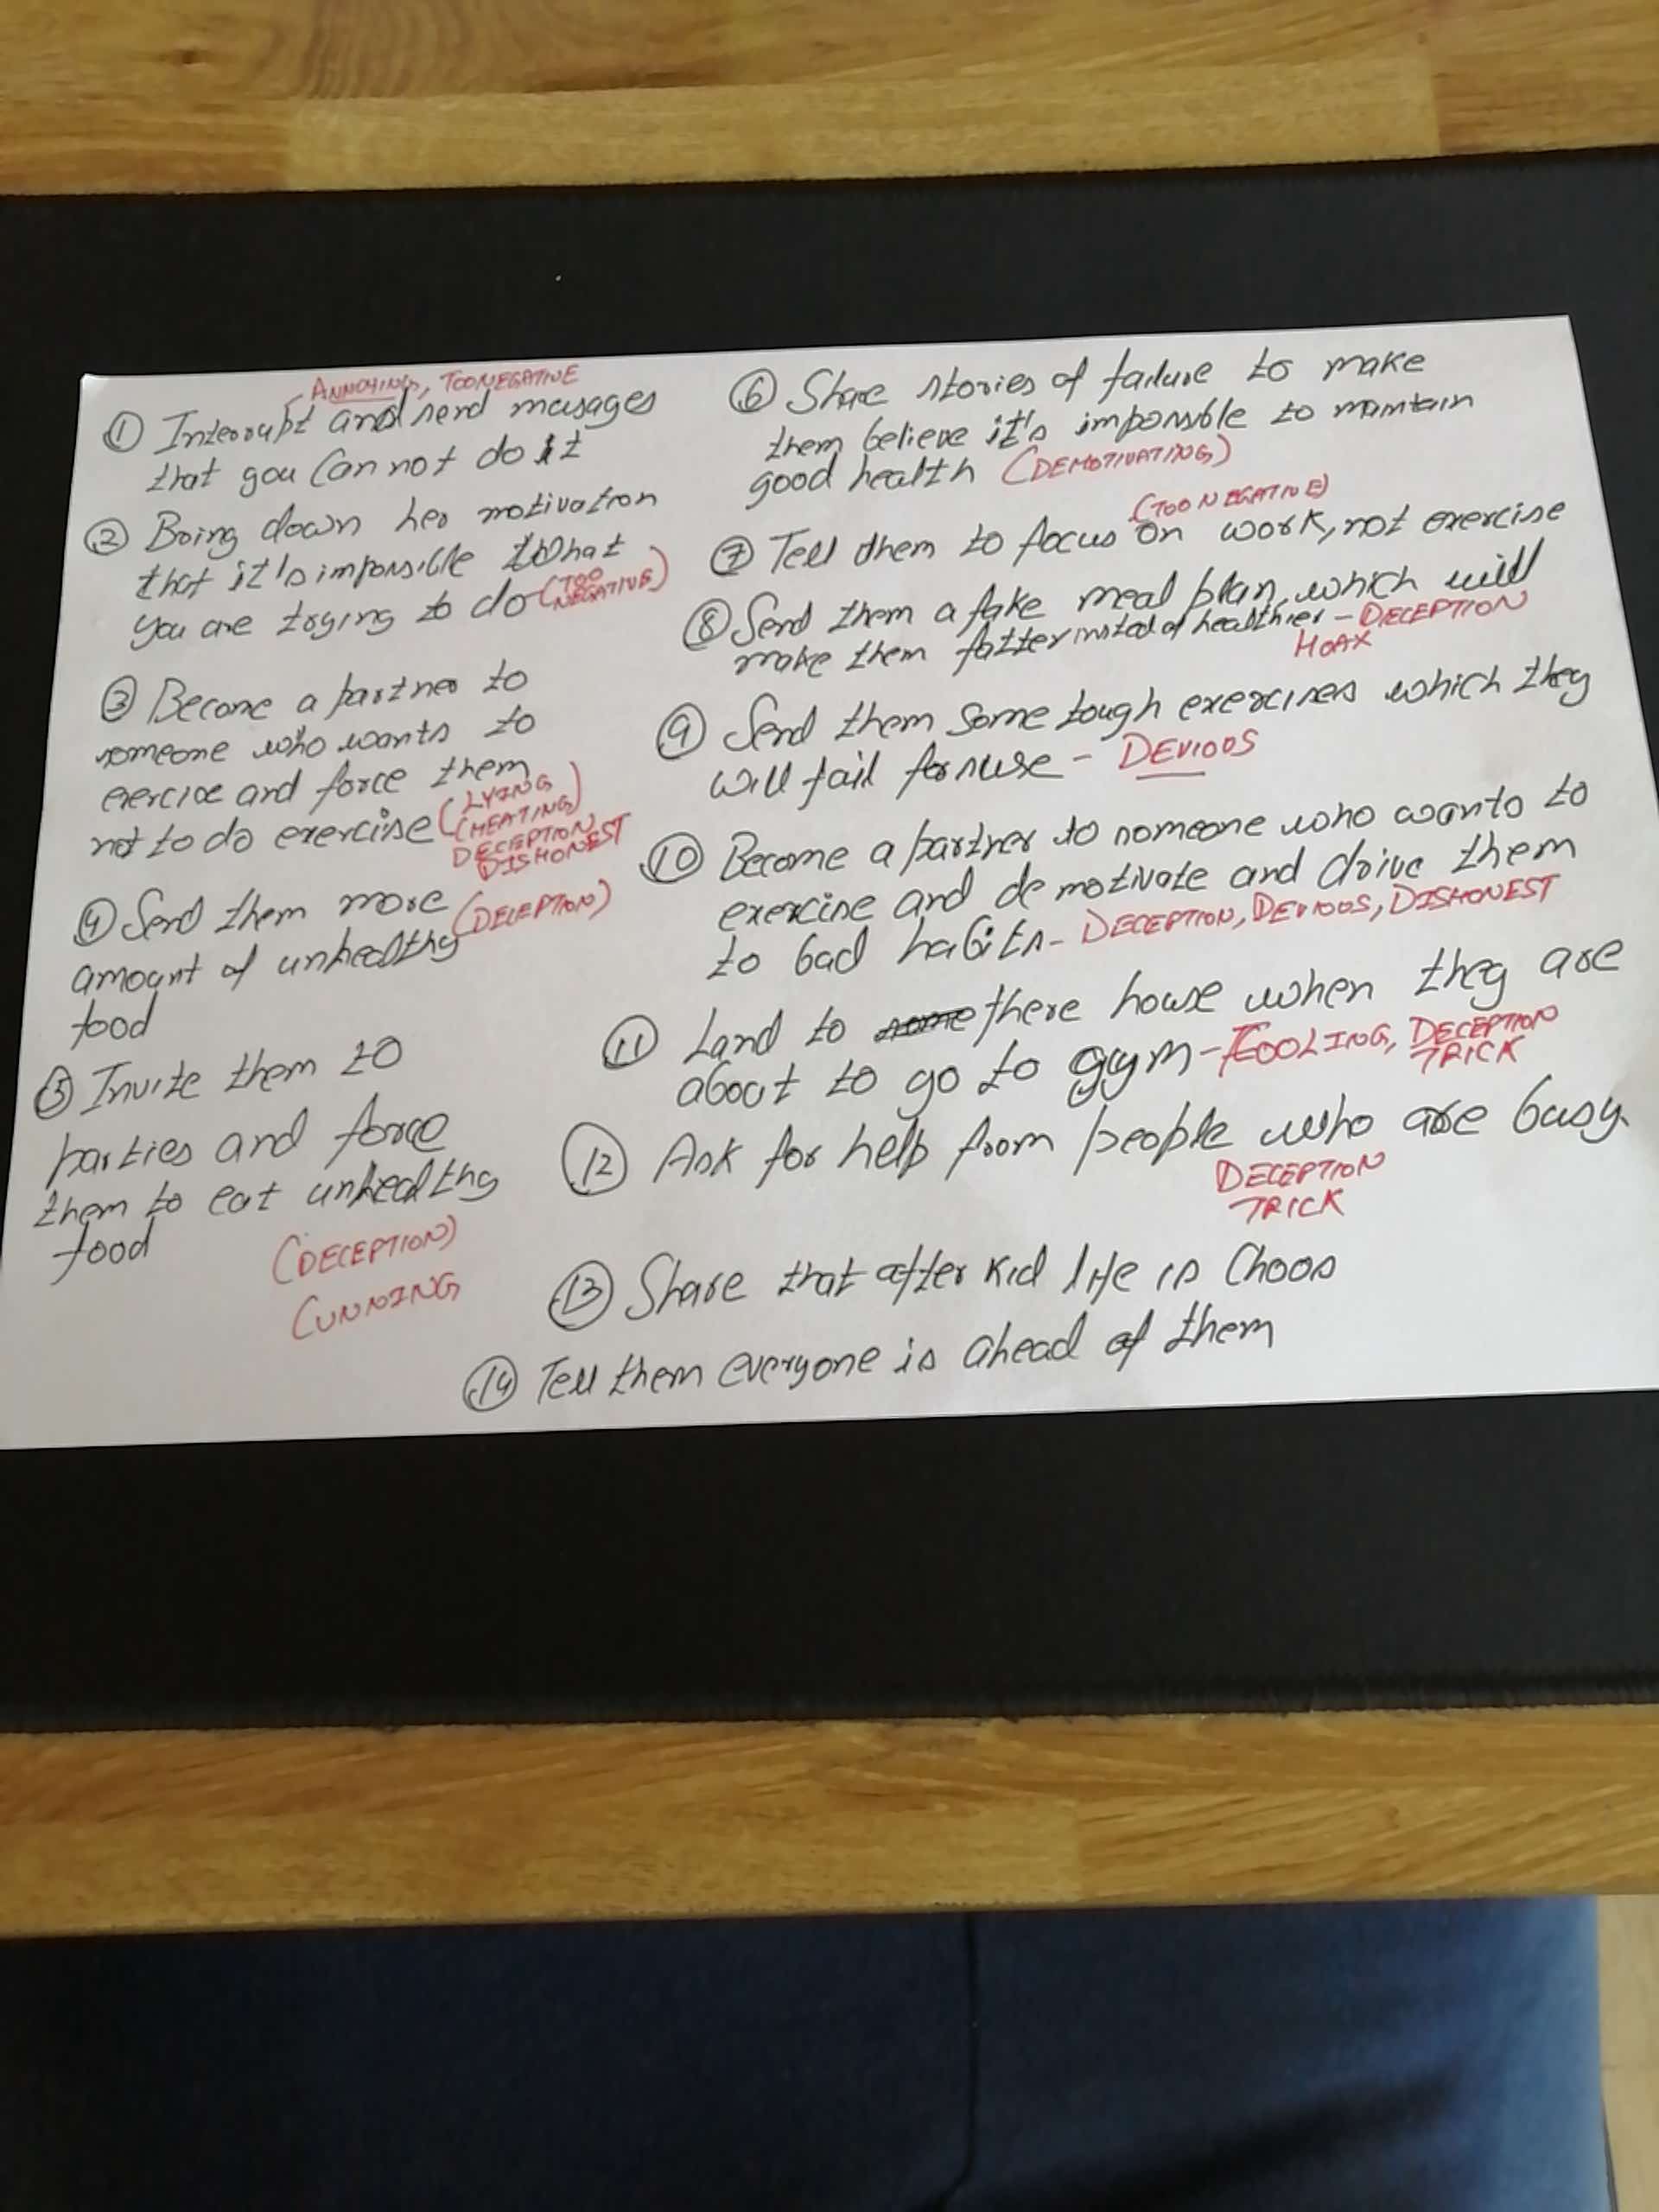 ANNOYING, TOO NEGATIVE
① Interrupt and send messages
that you can not do it
② Bring down her motivation
that it's impossible what
you are trying to do (TOO
NEGATIVE)
③ Become a partner to
someone who wants to
exercise and force them
not to do exercise (LYING
CHEATING)
DECEPTION
DISHONEST
④ Send them more (DECEPTION)
amount of unhealthy
food
⑤ Invite them to
parties and force
them to eat unhealthy
food
(DECEPTION)
CUNNING
⑥ Share stories of failure to make
them believe it's impossible to maintain
good health (DEMOTIVATING)
(TOO NEGATIVE)
⑦ Tell them to focus on work, not exercise
⑧ Send them a fake meal plan, which will
make them fatter insted of healthier - DECEPTION
HOAX
⑨ Send them some tough exercises which they
will fail for
 - DEVIOOS
⑩ Become a partner to someone who wants to
exercise and demotivate and drive them
to bad habits - DECEPTION, DEVIOOS, DISHONEST
⑪ Land to there house when they are
about to go to gym - FOOLING, DECEPTION
TRICK
⑫ Ask for help from people who are busy.
DECEPTION
TRICK
⑬ Share that after kid life is Choos
⑭ Tell them everyone is ahead of them